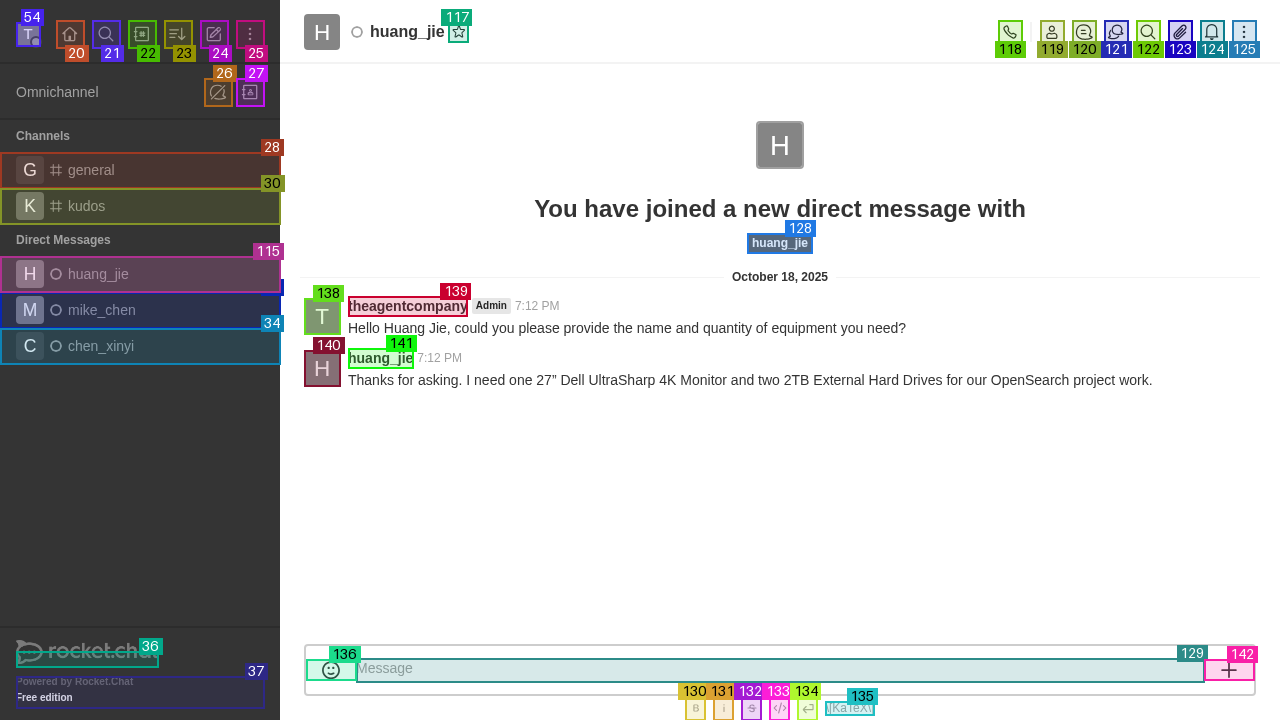 54
T
20
21
22
23
24
25
Omnichannel
26
27
Channels
28
G general
30
K kudos
Direct Messages
115
H huang_jie
M mike_chen
34
C chen_xinyi
36
rocket.chat
Powered by Rocket.Chat
37
Free edition
H huang_jie
117
118
119
120
121
122
123
124
125
H
You have joined a new direct message with
128
huang_jie
October 18, 2025
138
139
T theagentcompany Admin 7:12 PM
Hello Huang Jie, could you please provide the name and quantity of equipment you need?
140
141
H huang_jie 7:12 PM
Thanks for asking. I need one 27” Dell UltraSharp 4K Monitor and two 2TB External Hard Drives for our OpenSearch project work.
136
129
142
Message
130
131
132
133
134
135
B
i
S
</>
\[KaTeX\]